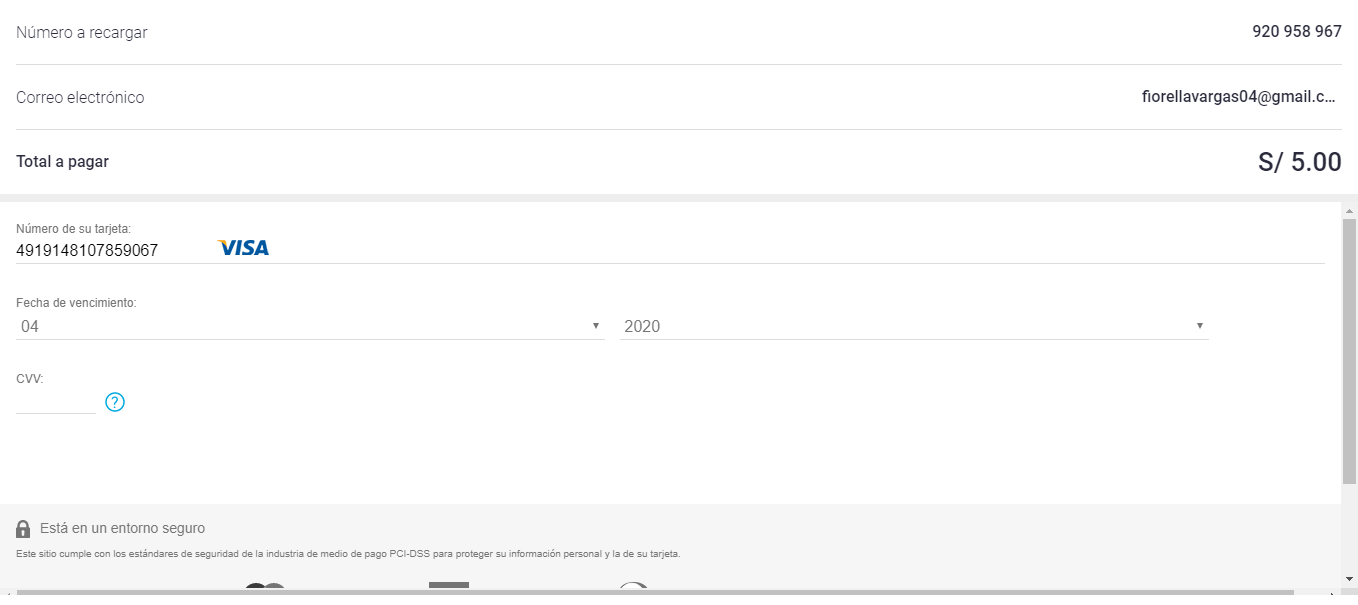 Número a recargar 920 958 967
Correo electrónico fiorellavargas04@gmail.c...
Total a pagar S/ 5.00
Número de su tarjeta:
4919148107859067 VISA
Fecha de vencimiento:
04 2020
CVV:
?
Está en un entorno seguro
Este sitio cumple con los estándares de seguridad de la industria de medio de pago PCI-DSS para proteger su información personal y la de su tarjeta.